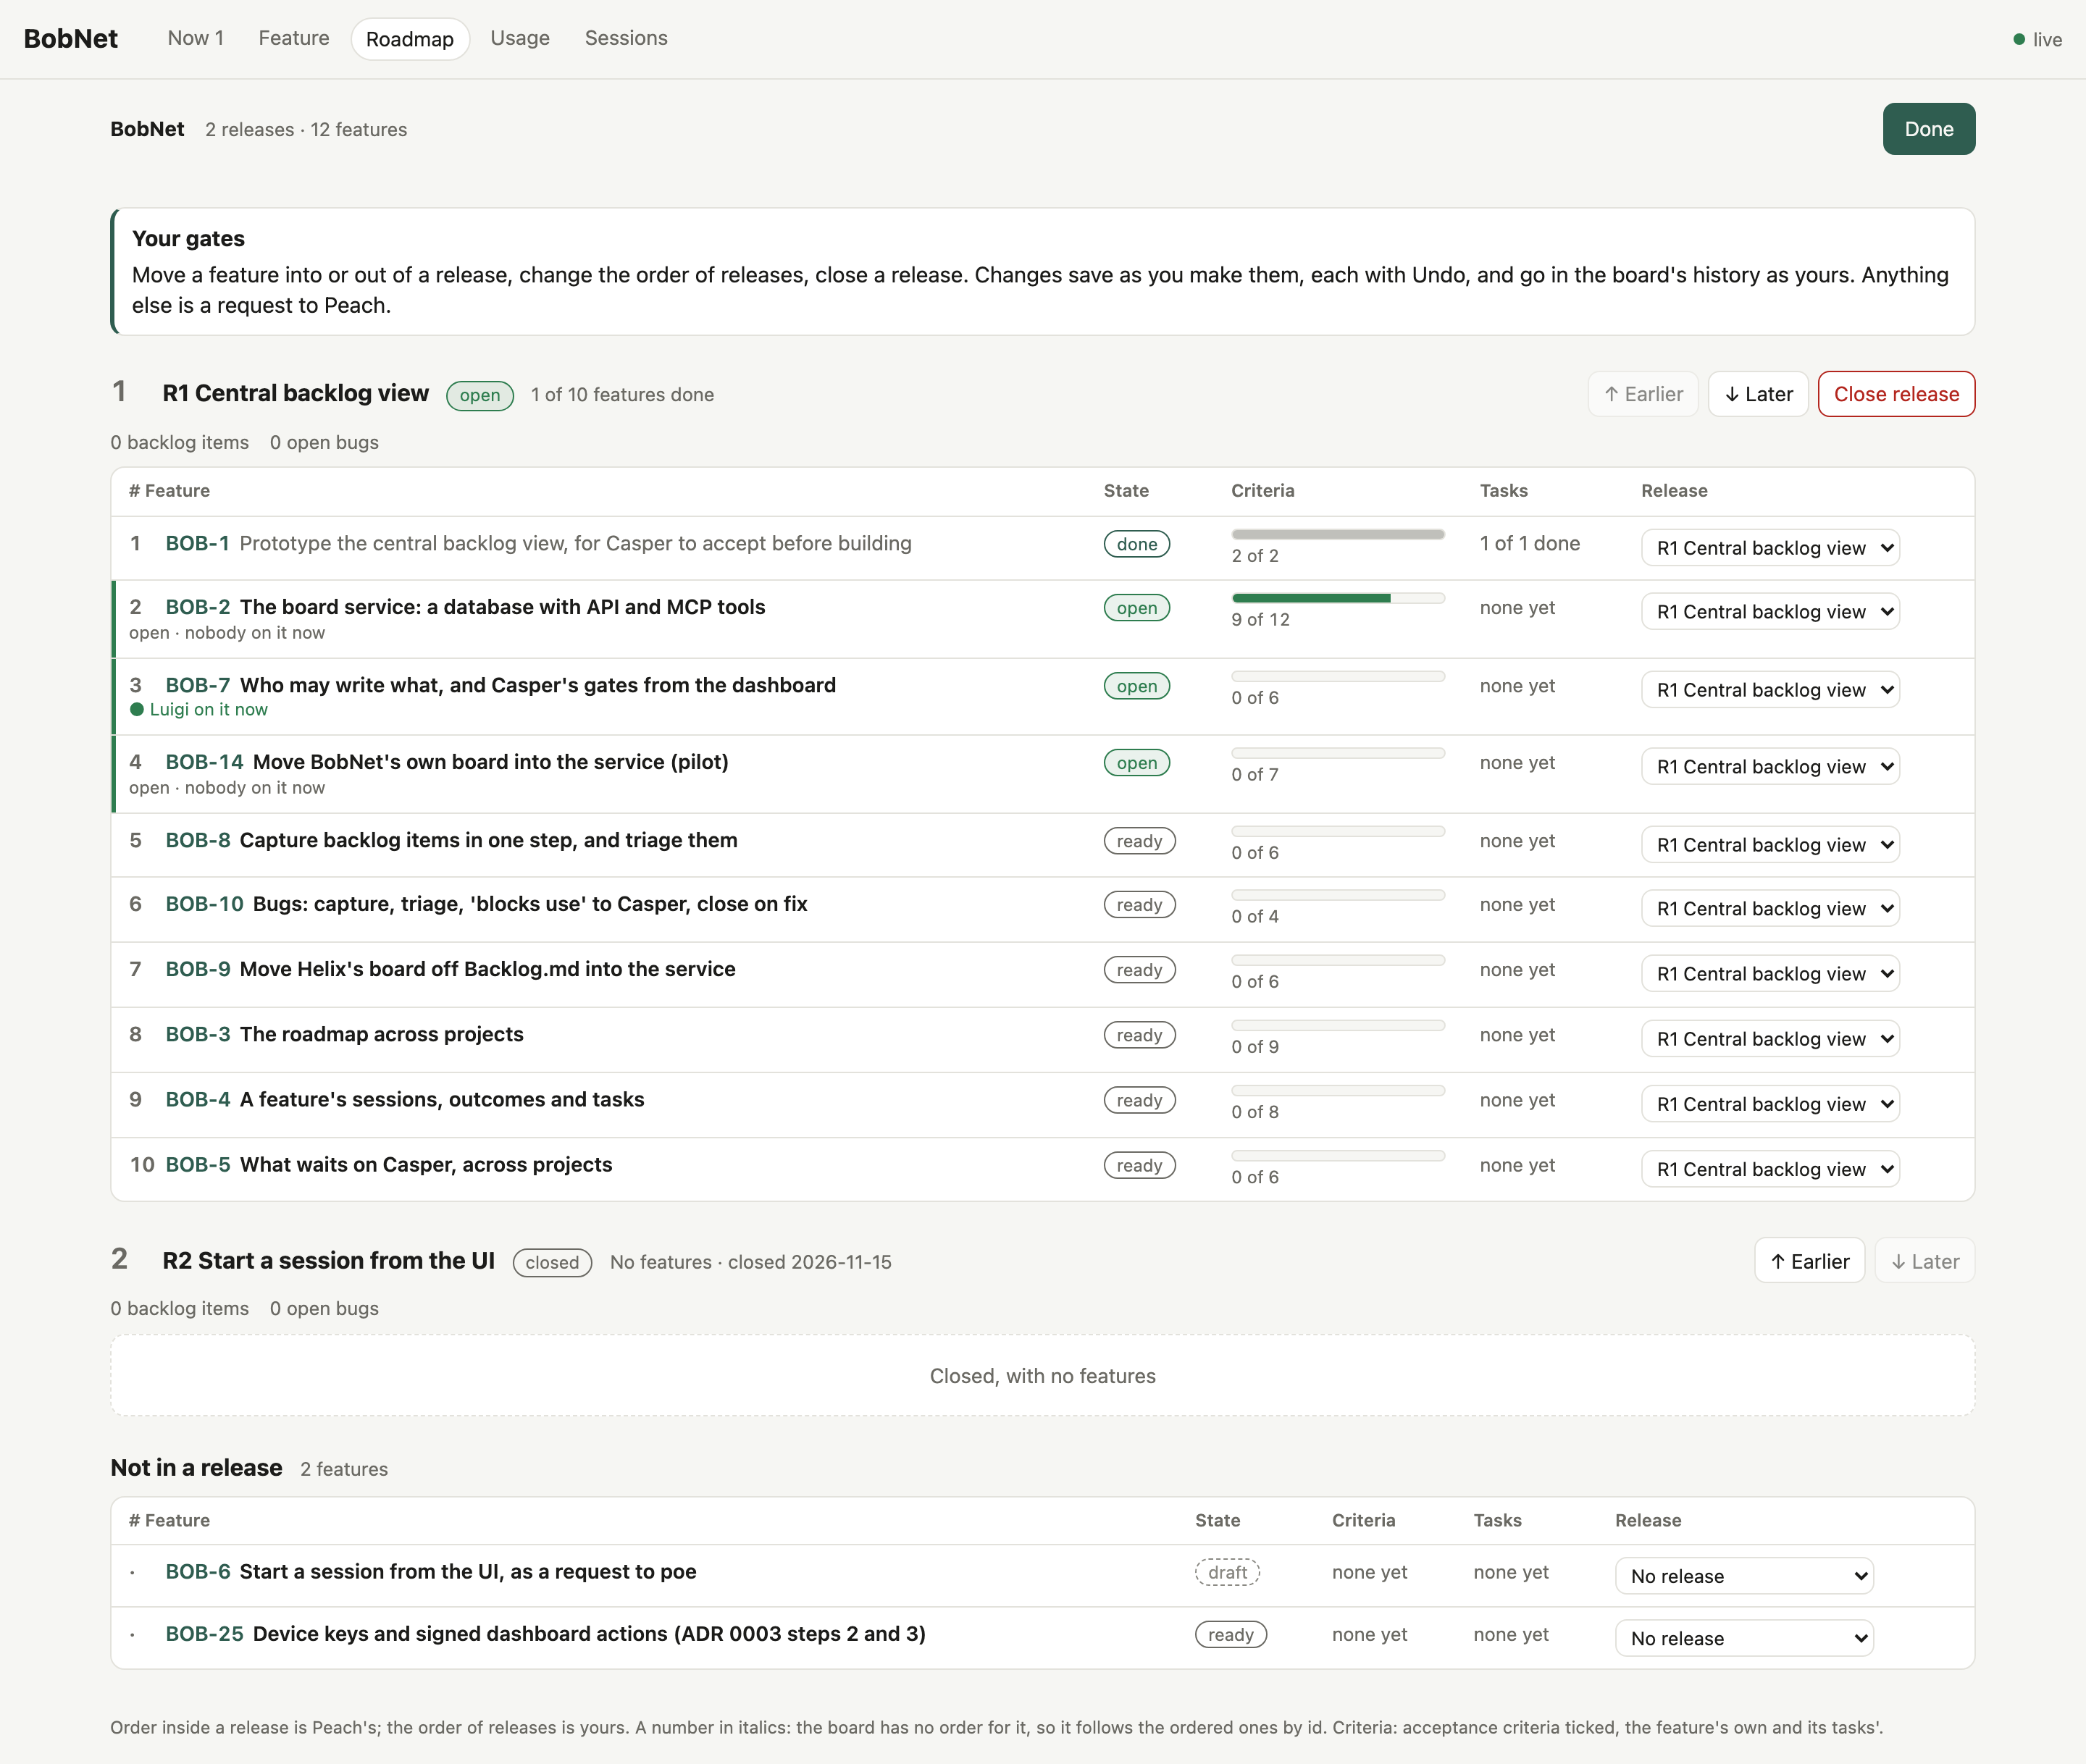 BobNet Now 1 Feature Roadmap Usage Sessions live
BobNet 2 releases · 12 features Done
Your gates
Move a feature into or out of a release, change the order of releases, close a release. Changes save as you make them, each with Undo, and go in the board's history as yours. Anything
else is a request to Peach.
1 R1 Central backlog view open 1 of 10 features done ↑ Earlier ↓ Later Close release
0 backlog items 0 open bugs
# Feature State Criteria Tasks Release
1 BOB-1 Prototype the central backlog view, for Casper to accept before building done 2 of 2 1 of 1 done R1 Central backlog view
2 BOB-2 The board service: a database with API and MCP tools open 9 of 12 none yet R1 Central backlog view
open · nobody on it now
3 BOB-7 Who may write what, and Casper's gates from the dashboard open 0 of 6 none yet R1 Central backlog view
Luigi on it now
4 BOB-14 Move BobNet's own board into the service (pilot) open 0 of 7 none yet R1 Central backlog view
open · nobody on it now
5 BOB-8 Capture backlog items in one step, and triage them ready 0 of 6 none yet R1 Central backlog view
6 BOB-10 Bugs: capture, triage, 'blocks use' to Casper, close on fix ready 0 of 4 none yet R1 Central backlog view
7 BOB-9 Move Helix's board off Backlog.md into the service ready 0 of 6 none yet R1 Central backlog view
8 BOB-3 The roadmap across projects ready 0 of 9 none yet R1 Central backlog view
9 BOB-4 A feature's sessions, outcomes and tasks ready 0 of 8 none yet R1 Central backlog view
10 BOB-5 What waits on Casper, across projects ready 0 of 6 none yet R1 Central backlog view
2 R2 Start a session from the UI closed No features · closed 2026-11-15 ↑ Earlier ↓ Later
0 backlog items 0 open bugs
Closed, with no features
Not in a release 2 features
# Feature State Criteria Tasks Release
· BOB-6 Start a session from the UI, as a request to poe draft none yet none yet No release
· BOB-25 Device keys and signed dashboard actions (ADR 0003 steps 2 and 3) ready none yet none yet No release
Order inside a release is Peach's; the order of releases is yours. A number in italics: the board has no order for it, so it follows the ordered ones by id. Criteria: acceptance criteria ticked, the feature's own and its tasks'.